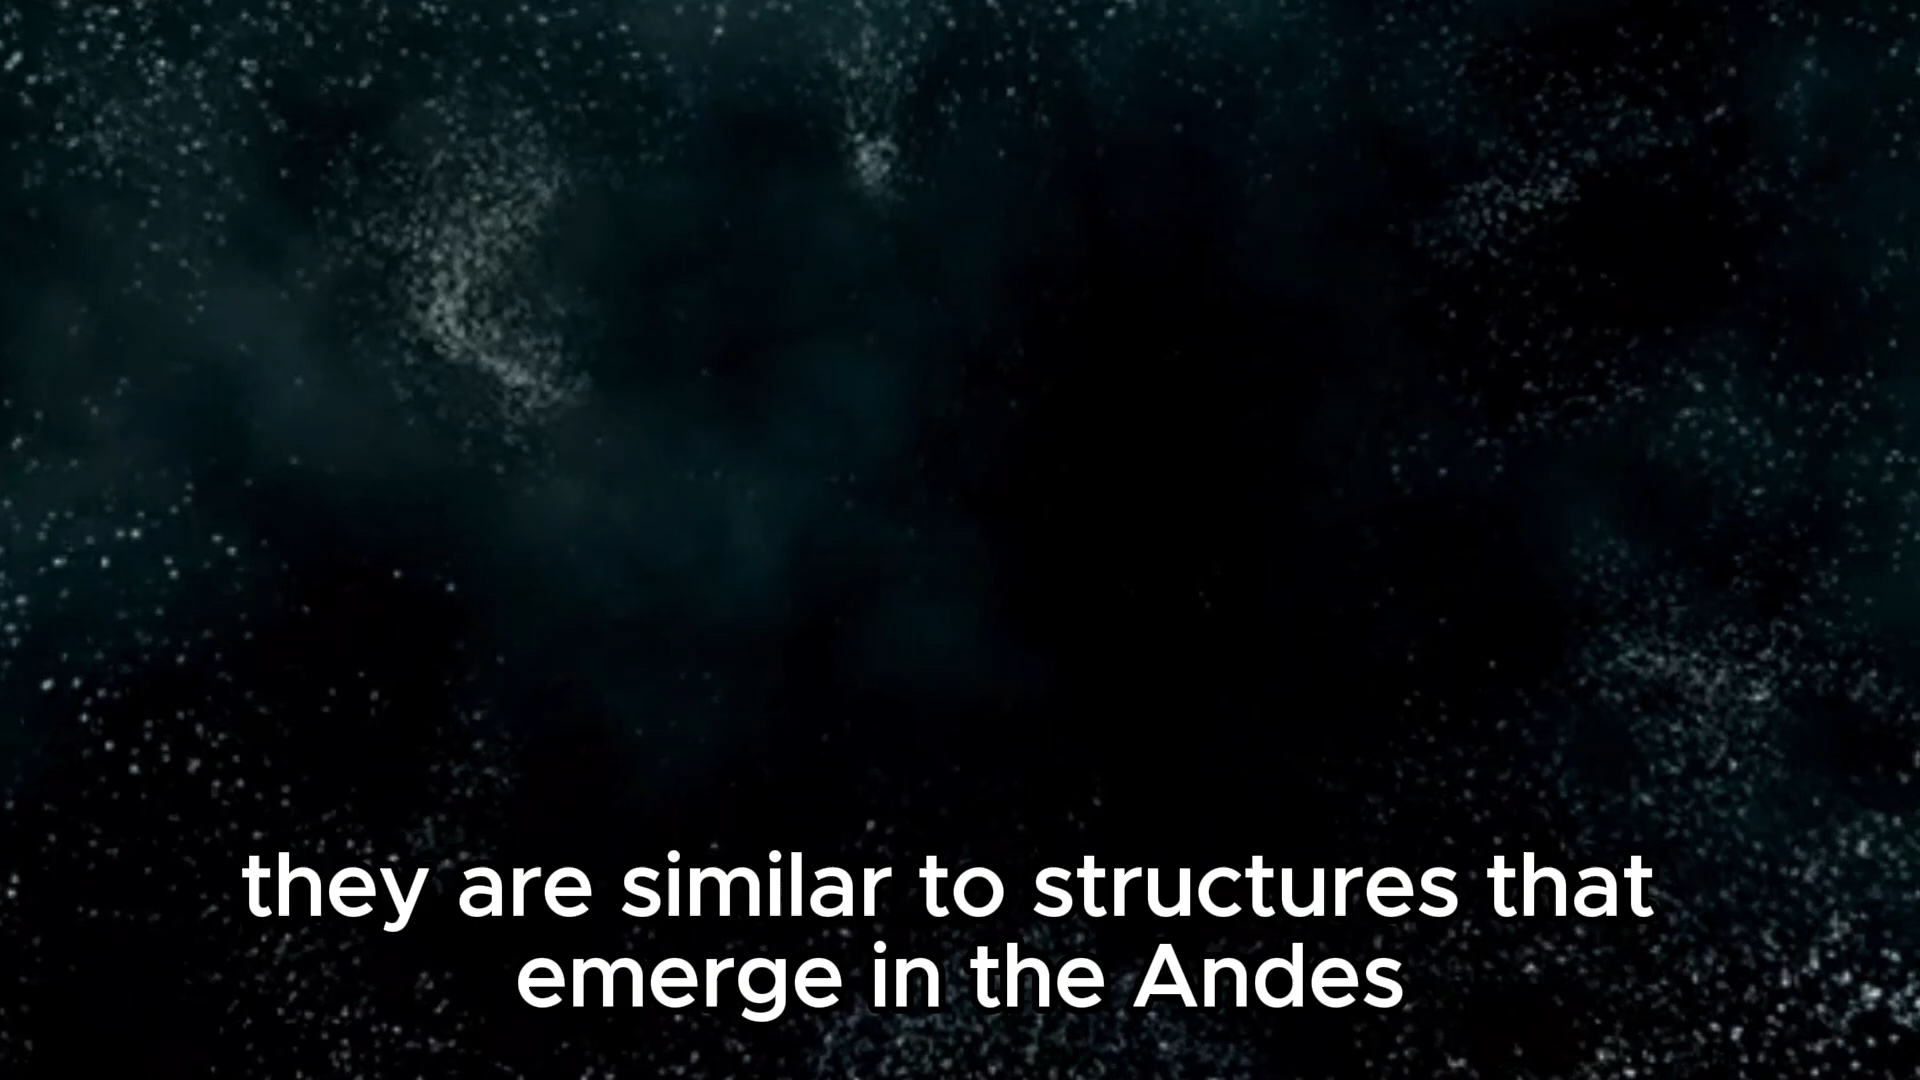 they are similar to structures that
emerge in the Andes